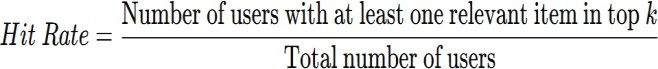 Hit Rate = Number of users with at least one relevant item in top k
Total number of users